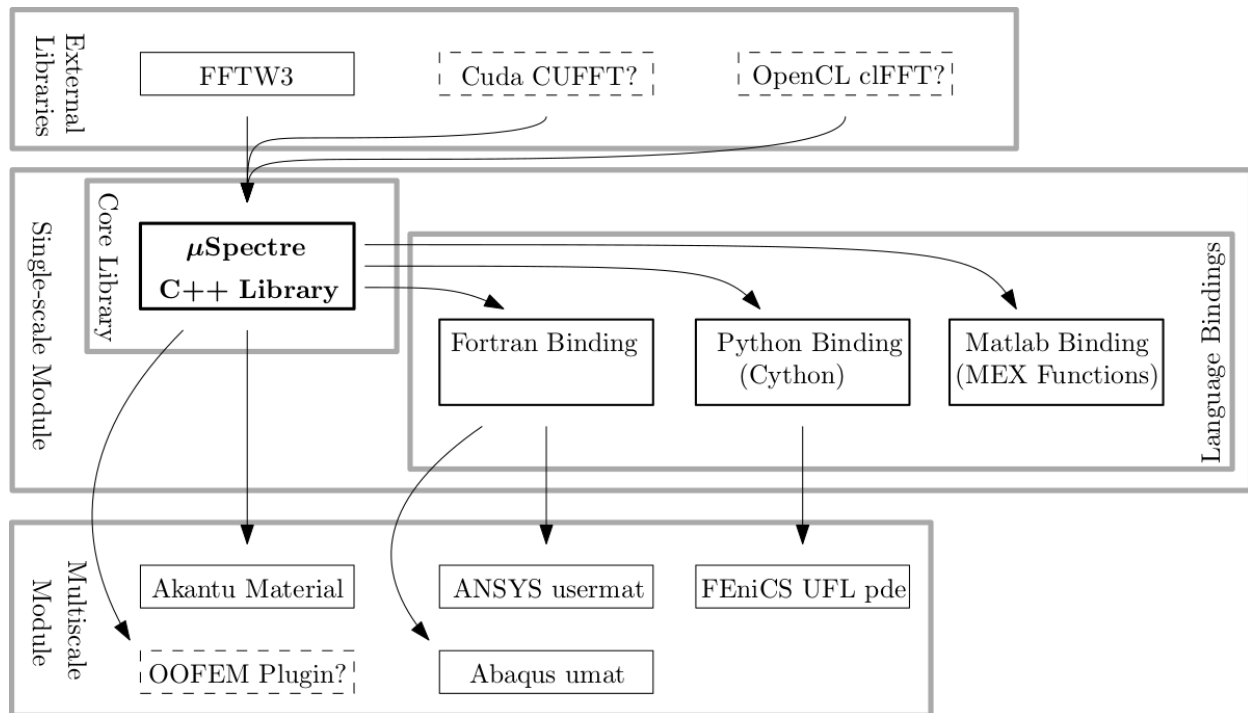 External
Libraries
FFTW3
Cuda CUFFT?
OpenCL clFFT?
Single-scale Module
Core Library
μSpectre
C++ Library
Language Bindings
Fortran Binding
Python Binding
(Cython)
Matlab Binding
(MEX Functions)
Multiscale
Module
Akantu Material
ANSYS usermat
FEniCS UFL pde
OOFEM Plugin?
Abaqus umat